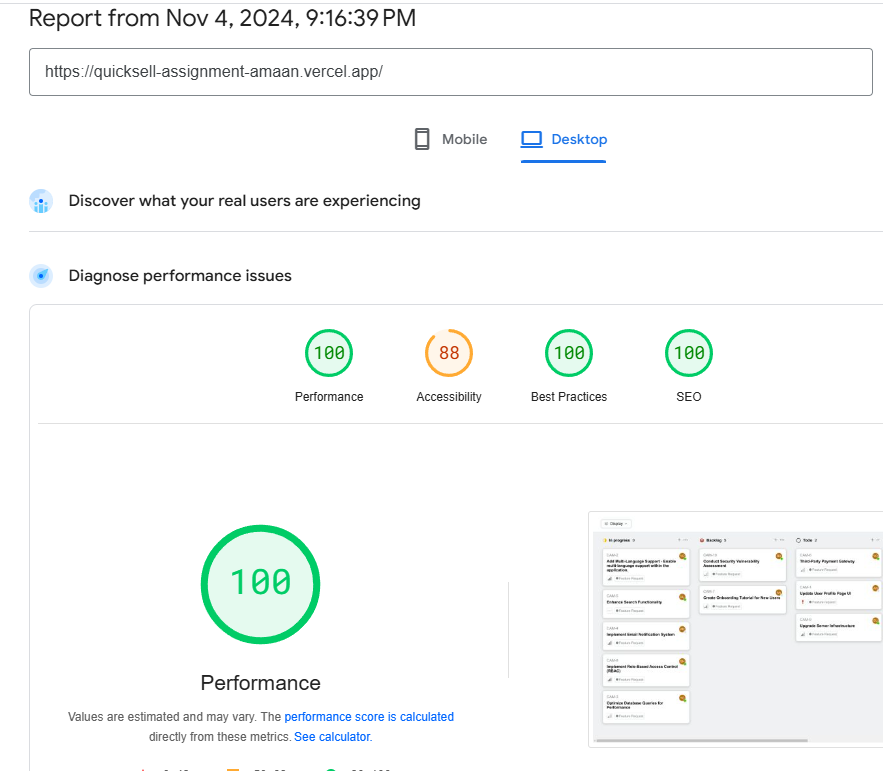 Report from Nov 4, 2024, 9:16:39 PM
https://quicksell-assignment-amaan.vercel.app/
Mobile
Desktop
Discover what your real users are experiencing
Diagnose performance issues
100
88
100
100
Performance
Accessibility
Best Practices
SEO
100
Performance
Values are estimated and may vary. The performance score is calculated
directly from these metrics. See calculator.
Display
In progress 5
Backlog
Todo
Add Multi-Language Support - Enable
multi-language support within the
application.
Feature Request
Enhance Search Functionality
Feature Request
Implement Email Notification System
Feature Request
Implement Role-Based Access Control
(RBAC)
Feature Request
Optimize Database Queries for
Performance
Feature Request
Conduct Security Vulnerability
Assessment
Feature Request
Create Onboarding Tutorial for New Users
Feature Request
Third-Party Payment Gateway
Feature Request
Update User Profile Page UI
Feature Request
Upgrade Server Infrastructure
Feature Request